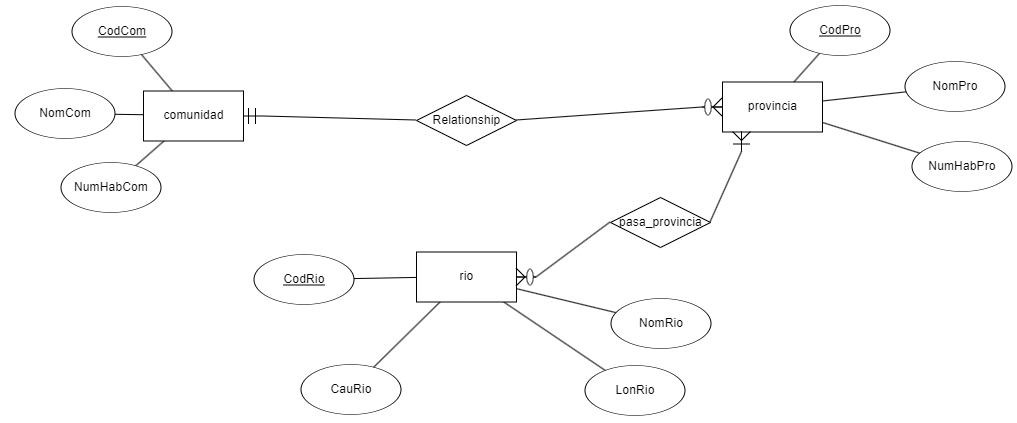 CodCom
CodPro
NomCom
comunidad
Relationship
provincia
NomPro
NumHabCom
NumHabPro
pasa_provincia
CodRio
rio
NomRio
CauRio
LonRio